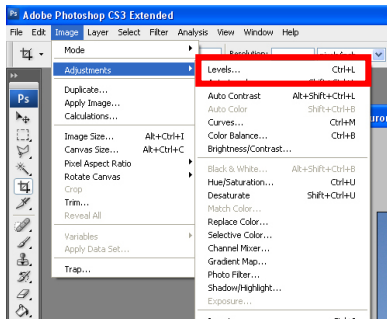 Adobe Photoshop CS3 Extended
File Edit Image Layer Select Filter Analysis View Window Help
Mode
Adjustments
Duplicate...
Apply Image...
Calculations...
Image Size... Alt+Ctrl+I
Canvas Size... Alt+Ctrl+C
Pixel Aspect Ratio
Rotate Canvas
Crop
Trim...
Reveal All
Variables
Apply Data Set...
Trap...
Levels... Ctrl+L
Auto Contrast Alt+Shift+Ctrl+L
Auto Color Shift+Ctrl+B
Curves... Ctrl+M
Color Balance... Ctrl+B
Brightness/Contrast...
Black & White... Alt+Shift+Ctrl+B
Hue/Saturation... Ctrl+U
Desaturate Shift+Ctrl+U
Match Color...
Replace Color...
Selective Color...
Channel Mixer...
Gradient Map...
Photo Filter...
Shadow/Highlight...
Exposure...
Ps
Ps